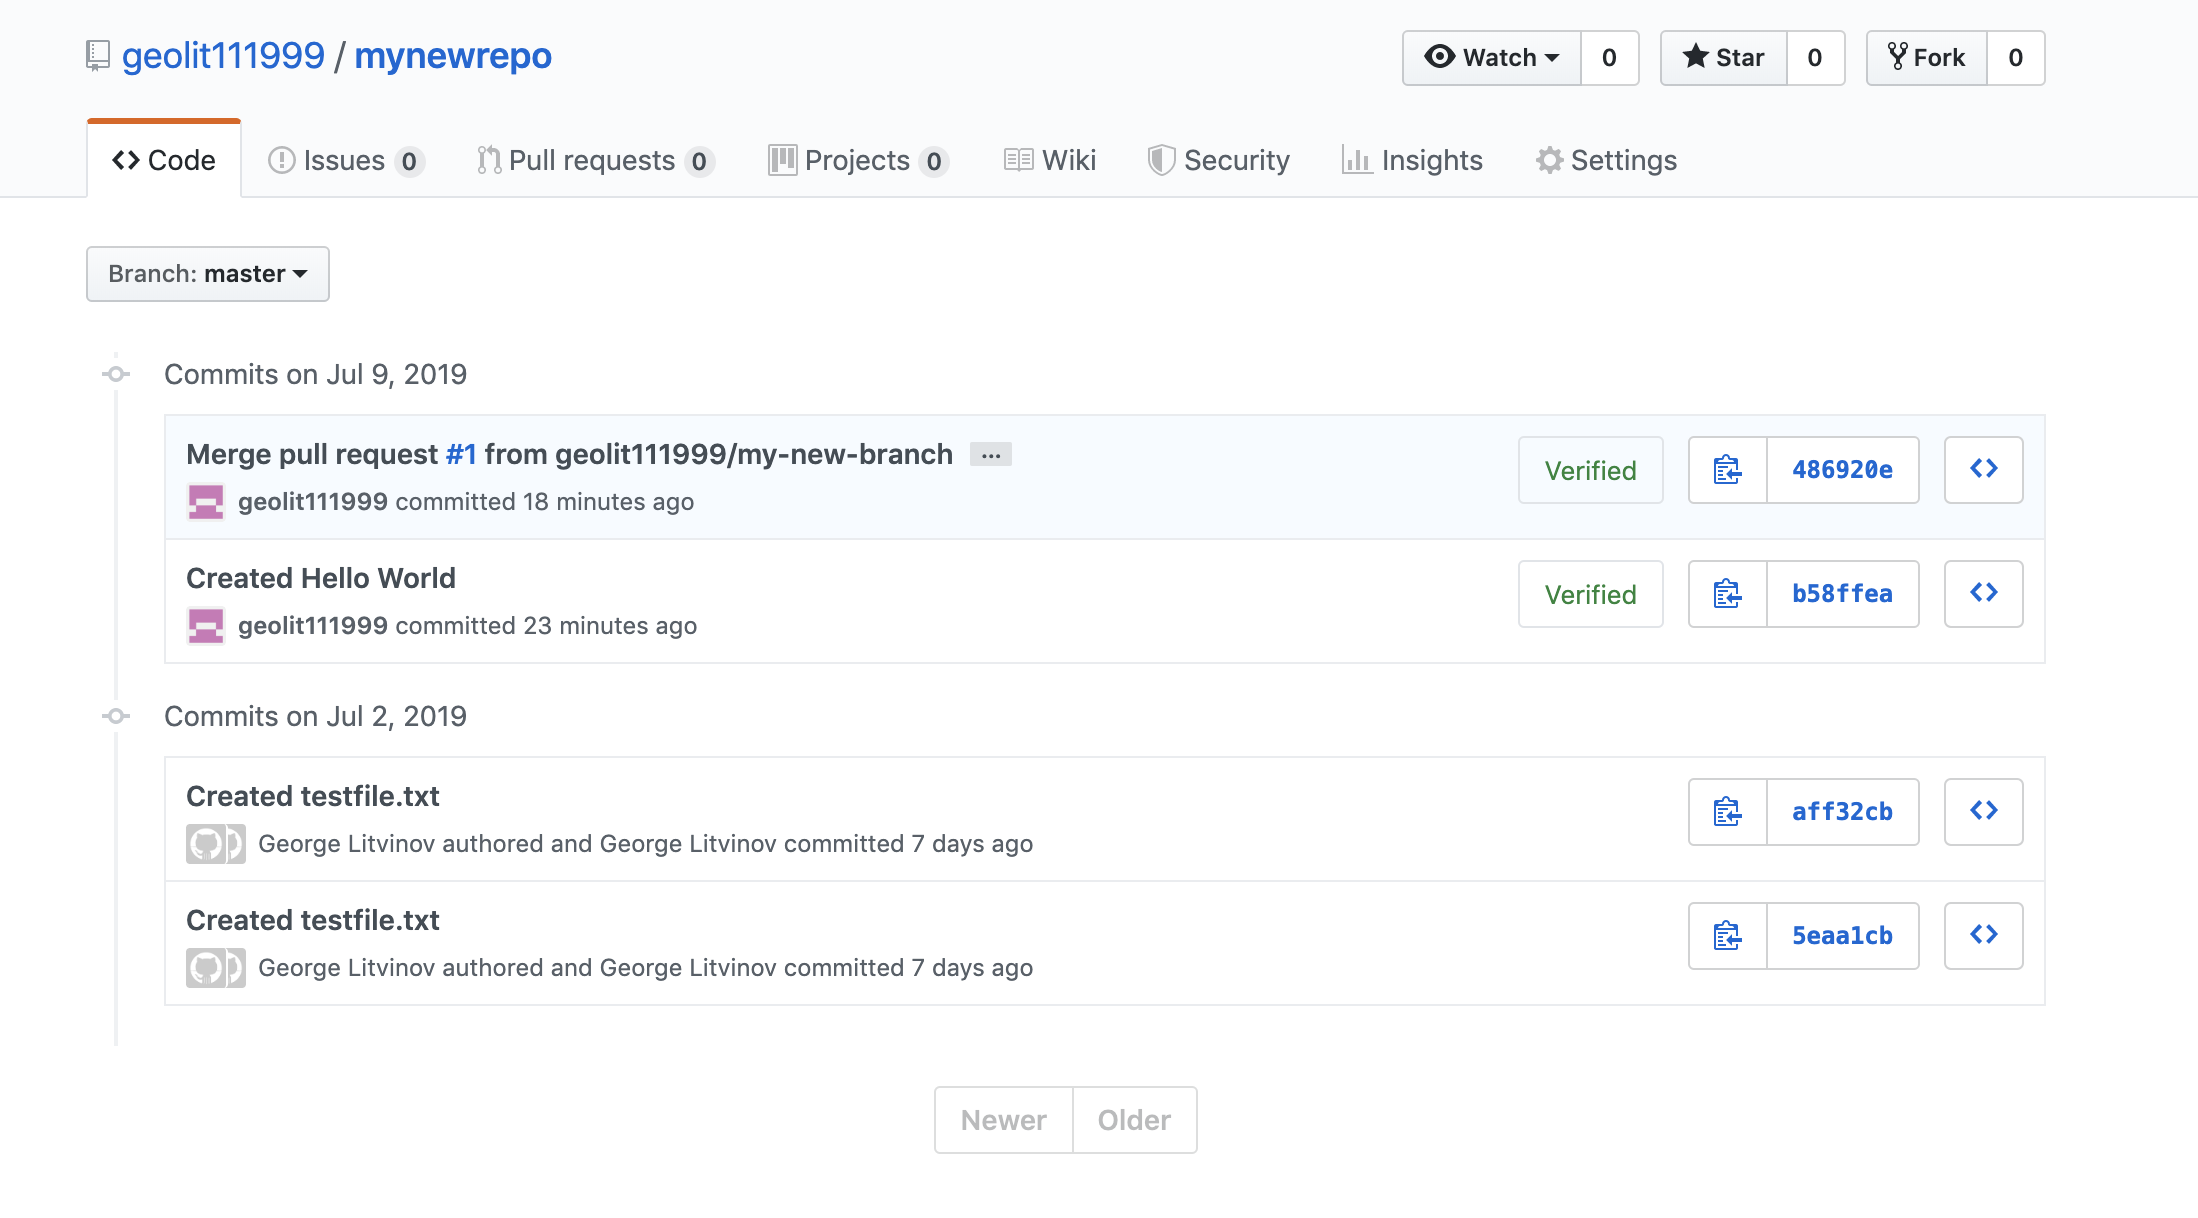 geolit111999 / mynewrepo
Watch 0 Star 0 Fork 0
Code Issues 0 Pull requests 0 Projects 0 Wiki Security Insights Settings
Branch: master
Commits on Jul 9, 2019
Merge pull request #1 from geolit111999/my-new-branch ...
Verified 486920e
geolit111999 committed 18 minutes ago
Created Hello World
Verified b58ffea
geolit111999 committed 23 minutes ago
Commits on Jul 2, 2019
Created testfile.txt
aff32cb
George Litvinov authored and George Litvinov committed 7 days ago
Created testfile.txt
5eaa1cb
George Litvinov authored and George Litvinov committed 7 days ago
Newer Older